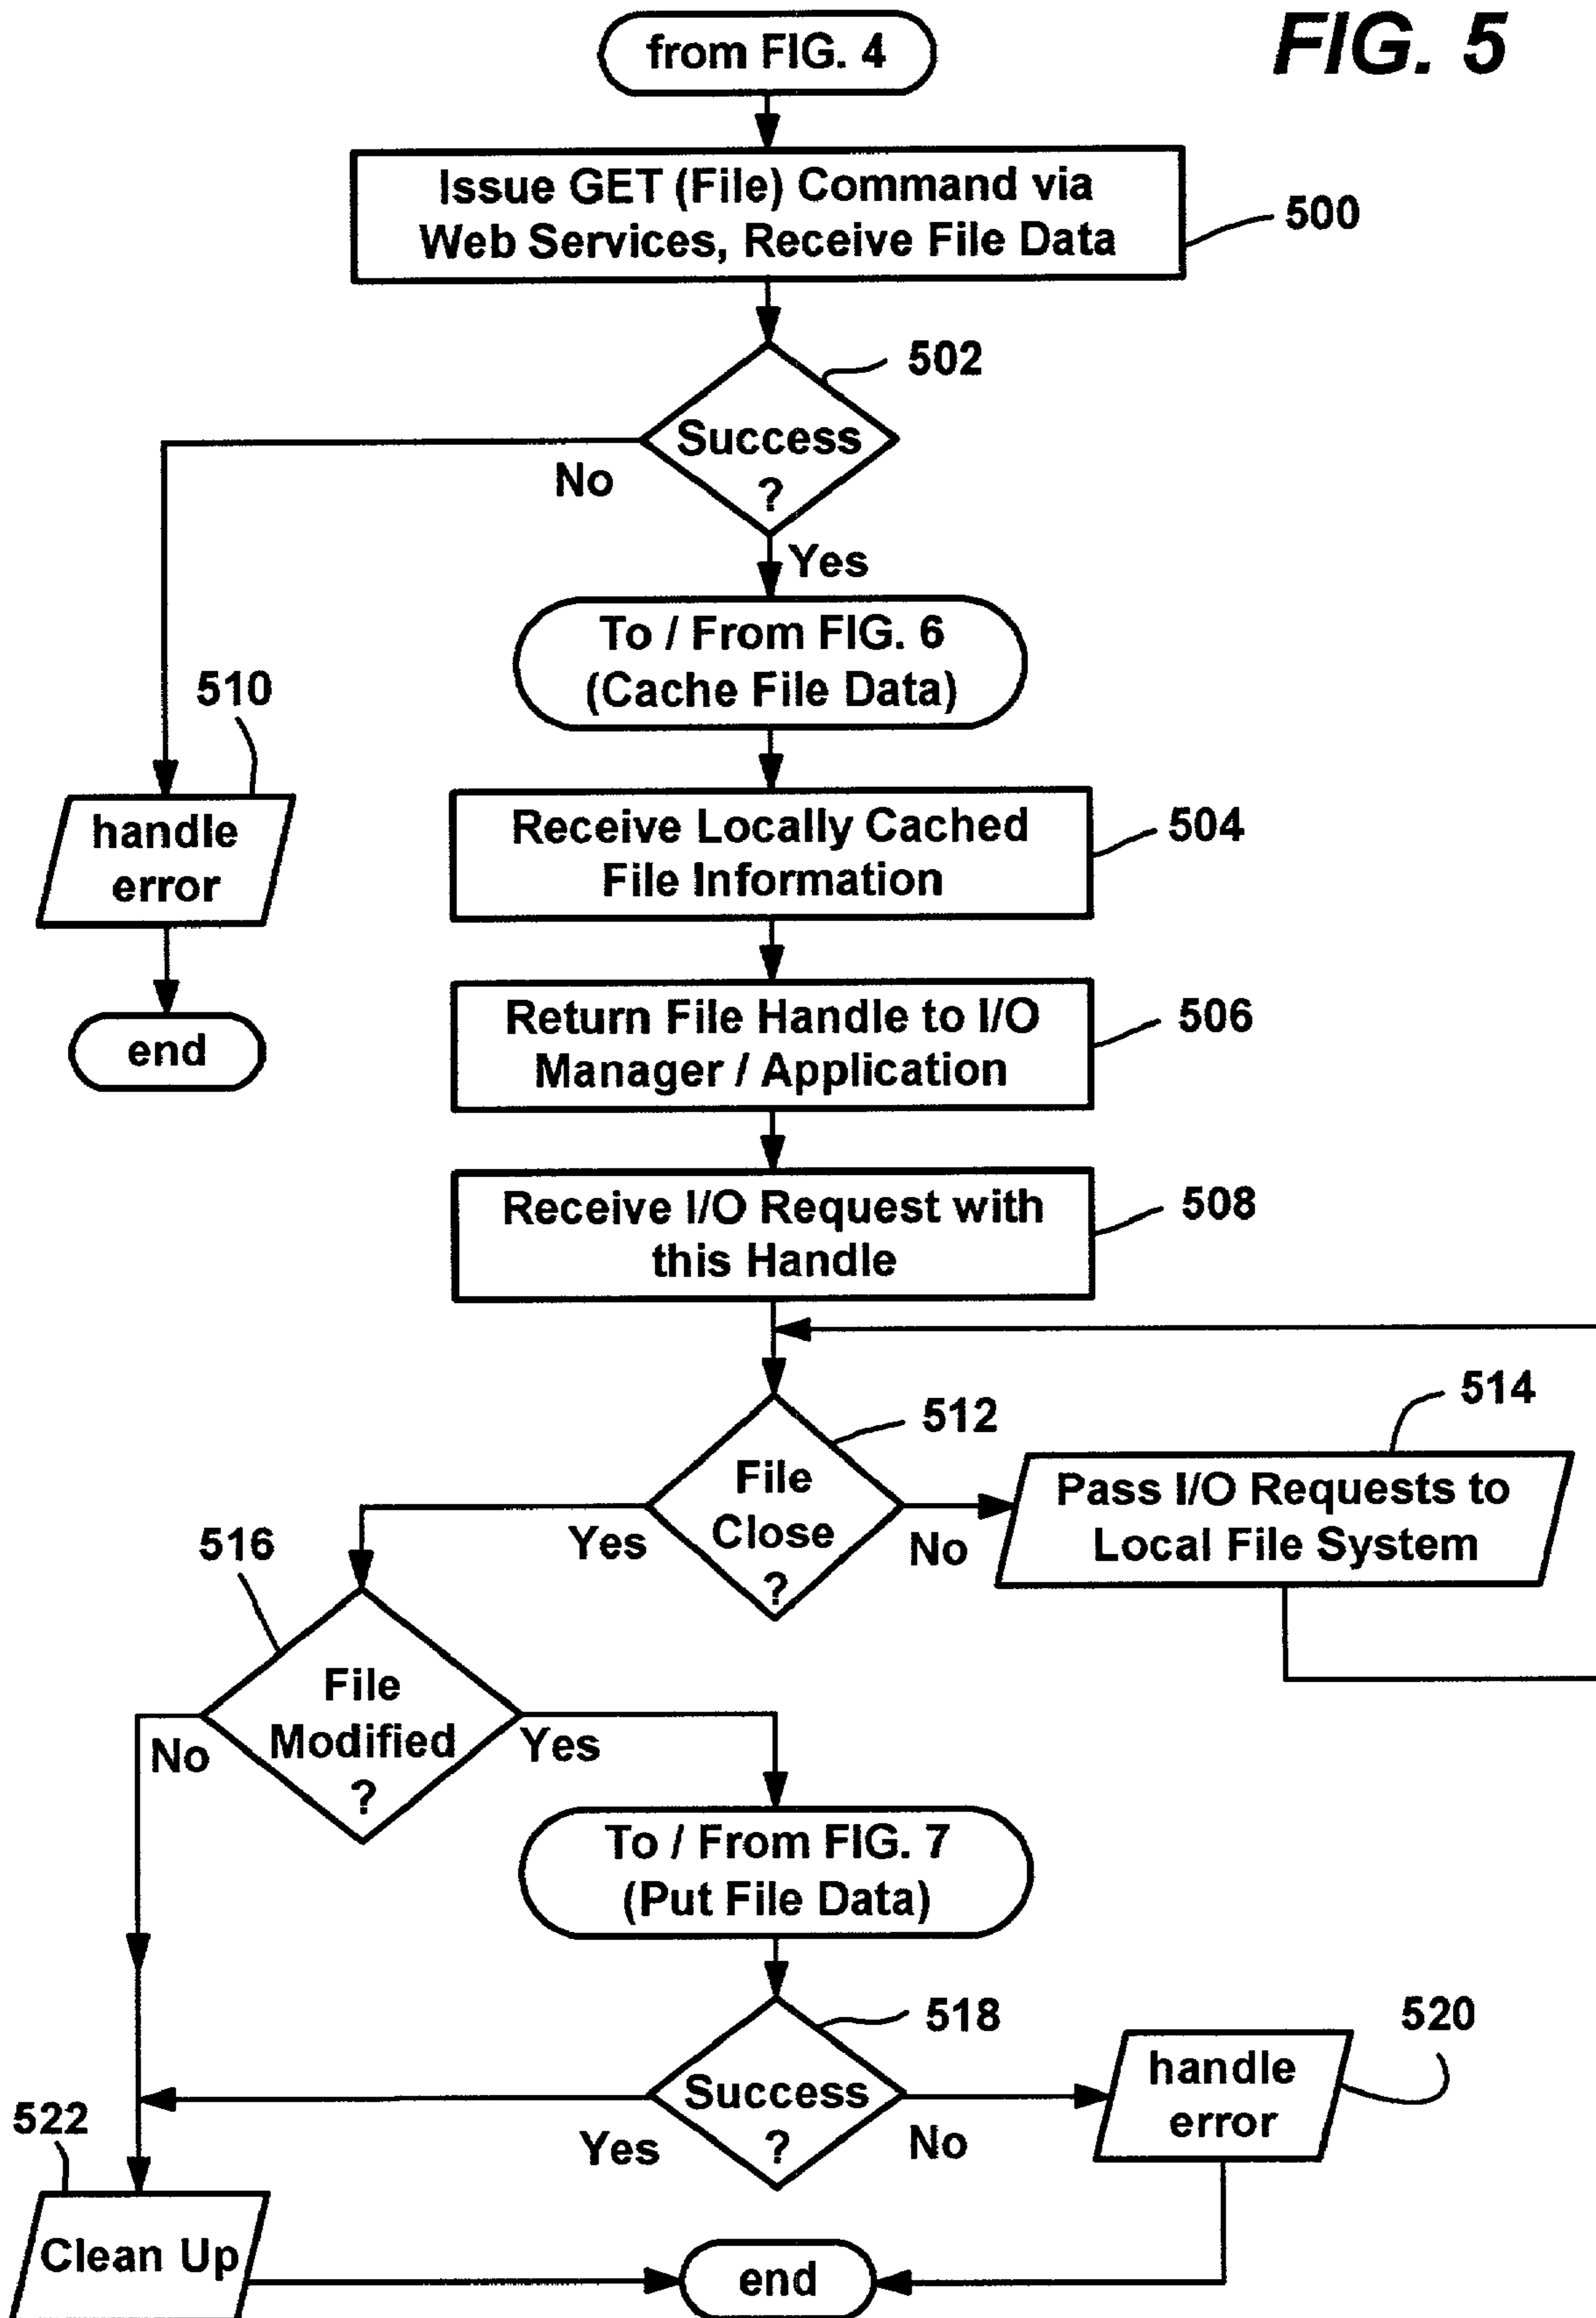 FIG. 5
from FIG. 4
Issue GET (File) Command via
Web Services, Receive File Data
500
502
Success
?
No
Yes
To / From FIG. 6
(Cache File Data)
510
handle
error
end
Receive Locally Cached
File Information
504
Return File Handle to I/O
Manager / Application
506
Receive I/O Request with
this Handle
508
512
File
Close
?
Yes
No
514
Pass I/O Requests to
Local File System
516
File
Modified
?
No
Yes
To / From FIG. 7
(Put File Data)
518
Success
?
Yes
No
520
handle
error
522
Clean Up
end